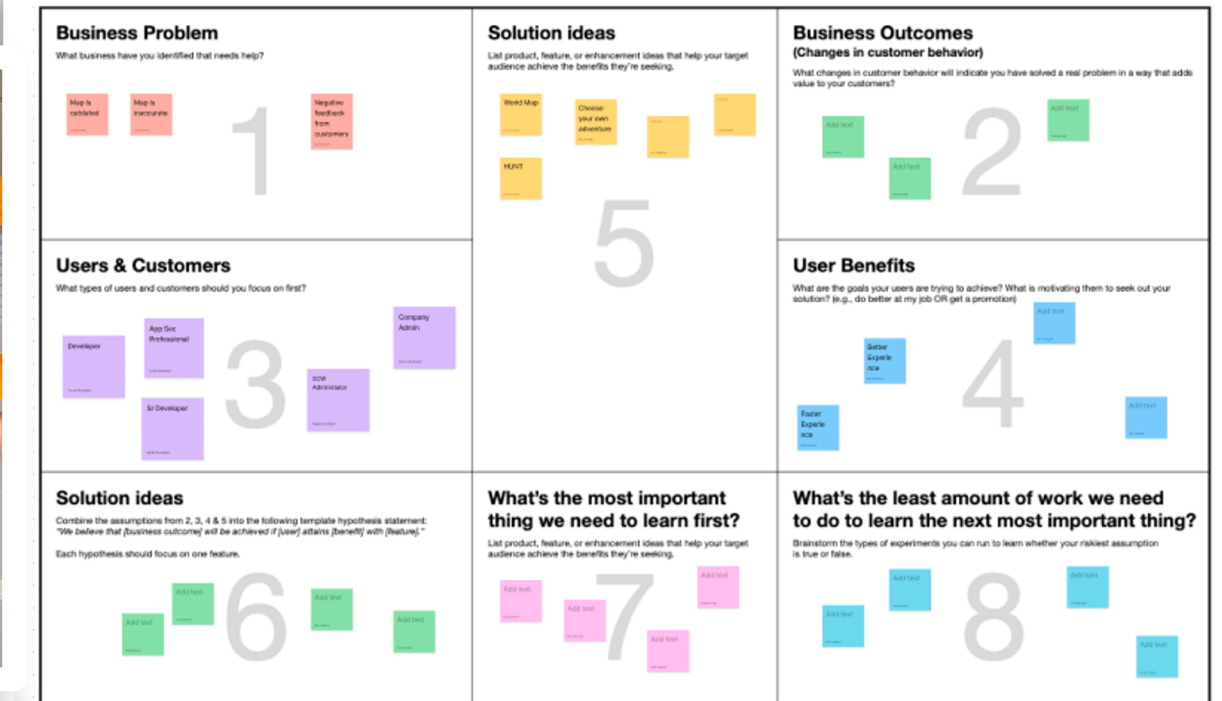 Business Problem
What business have you identified that needs help?
Map is
outdated
Map is
inaccurate
Negative
feedback
from
customers
1
Solution ideas
List product, feature, or enhancement ideas that help your target
audience achieve the benefits they're seeking.
World Map
Choose
your own
adventure
HUNT
5
Business Outcomes
(Changes in customer behavior)
What changes in customer behavior will indicate you have solved a real problem in a way that adds
value to your customers?
Add text
Add text
Add text
2
Users & Customers
What types of users and customers should you focus on first?
Developer
App Sec
Professional
Company
Admin
SCW
Sr Developer
3
User Benefits
What are the goals your users are trying to achieve? What is motivating them to seek out your
solution? (e.g., do better at my job OR get a promotion)
Add text
Better
Experie
nce
Faster
Experie
nce
Add text
4
Solution ideas
Combine the assumptions from 2, 3, 4 & 5 into the following template hypothesis statement:
"We believe that [business outcome] will be achieved if [user] attains [benefit] with [feature]."
Each hypothesis should focus on one feature.
Add text
Add text
Add text
Add text
6
What's the most important
thing we need to learn first?
List product, feature, or enhancement ideas that help your target
audience achieve the benefits they're seeking.
Add text
Add text
Add text
Add text
7
What's the least amount of work we need
to do to learn the next most important thing?
Brainstorm the types of experiments you can run to learn whether your riskiest assumption
is true or false.
Add text
Add text
Add text
Add text
8